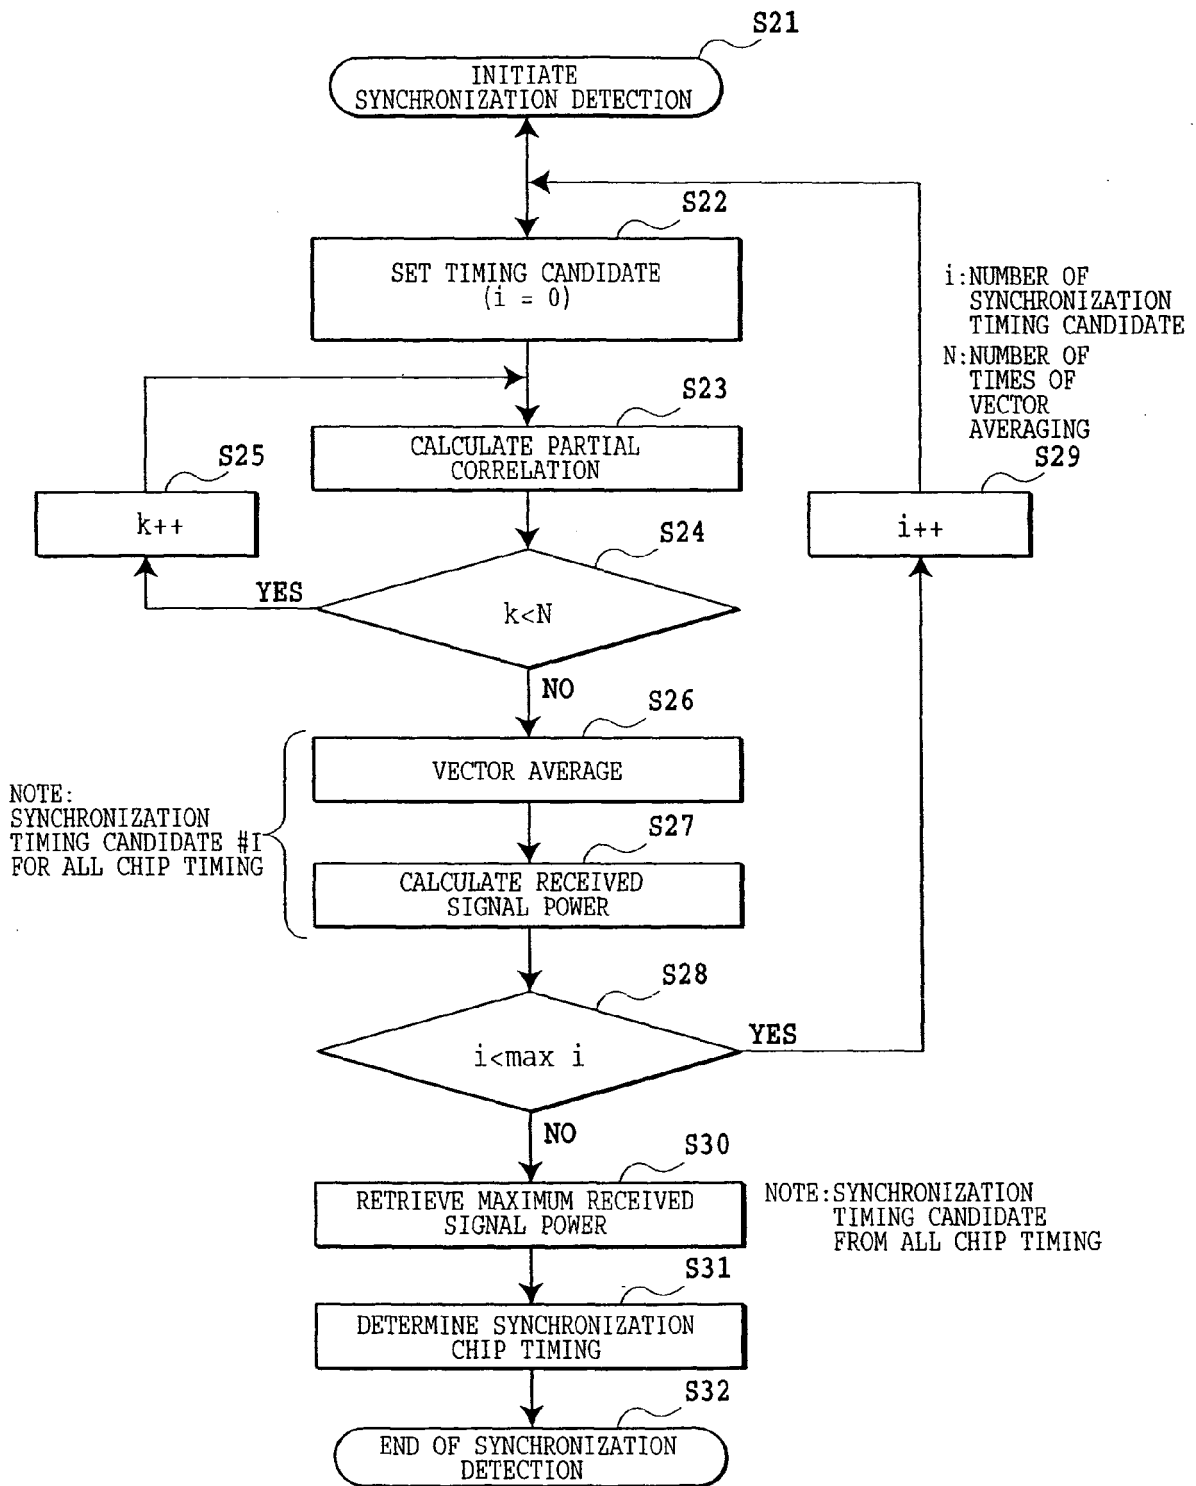 S21
INITIATE
SYNCHRONIZATION DETECTION
S22
SET TIMING CANDIDATE
(i = 0)
i:NUMBER OF
SYNCHRONIZATION
TIMING CANDIDATE
N:NUMBER OF
TIMES OF
VECTOR
AVERAGING
S23
CALCULATE PARTIAL
CORRELATION
S25
k++
S29
i++
S24
YES
k<N
NO
S26
VECTOR AVERAGE
NOTE:
SYNCHRONIZATION
TIMING CANDIDATE #I
FOR ALL CHIP TIMING
S27
CALCULATE RECEIVED
SIGNAL POWER
S28
YES
i<max i
NO
S30
RETRIEVE MAXIMUM RECEIVED
SIGNAL POWER
NOTE:SYNCHRONIZATION
TIMING CANDIDATE
FROM ALL CHIP TIMING
S31
DETERMINE SYNCHRONIZATION
CHIP TIMING
S32
END OF SYNCHRONIZATION
DETECTION